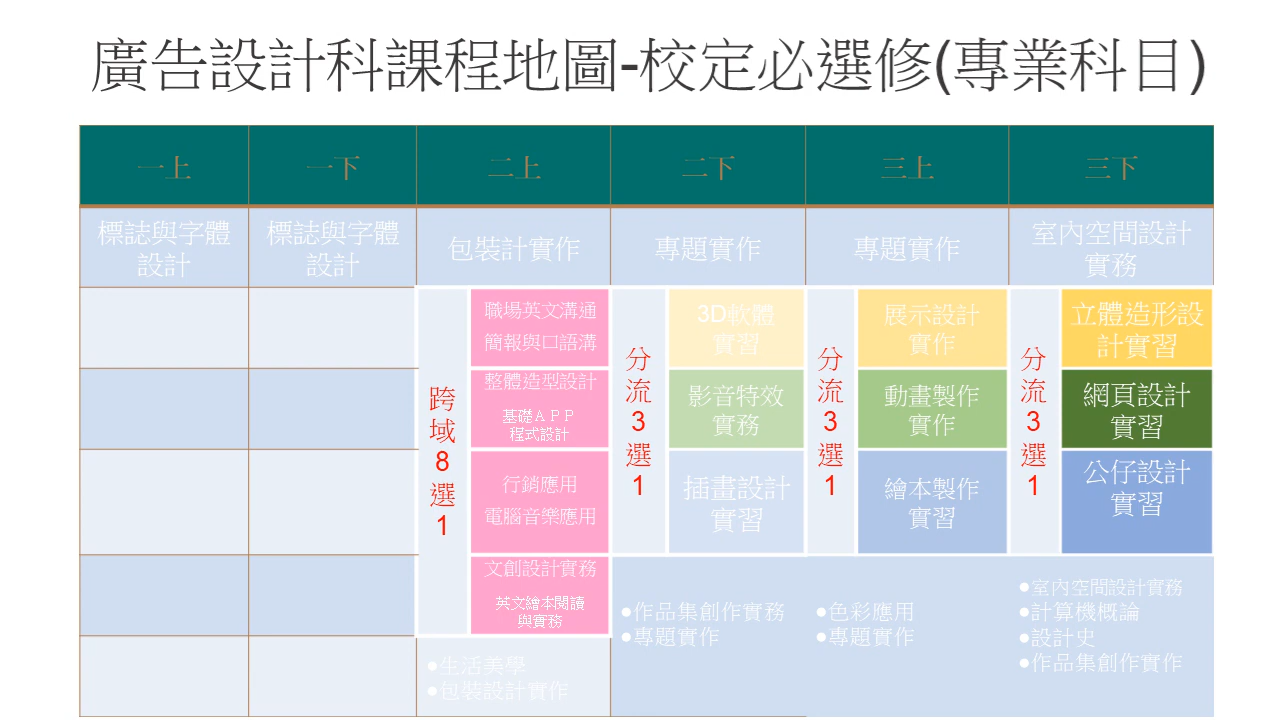 廣告設計科課程地圖-校定必選修(專業科目)
一上
一下
二上
二下
三上
三下
標誌與字體
設計
標誌與字體
設計
包裝計實作
專題實作
專題實作
室內空間設計
實務
跨
域
8
選
1
職場英文溝通
簡報與口語溝
整體造型設計
基礎ＡＰＰ
程式設計
行銷應用
電腦音樂應用
文創設計實務
英文繪本閱讀
與實務
分
流
3
選
1
3D軟體
實習
影音特效
實務
插畫設計
實習
分
流
3
選
1
展示設計
實作
動畫製作
實作
繪本製作
實習
分
流
3
選
1
立體造形設
計實習
網頁設計
實習
公仔設計
實習
●生活美學
●包裝設計實作
●作品集創作實務
●專題實作
●色彩應用
●專題實作
●室內空間設計實務
●計算機概論
●設計史
●作品集創作實作